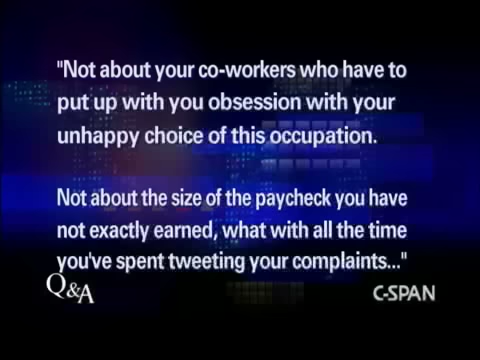 "Not about your co-workers who have to
put up with you obsession with your
unhappy choice of this occupation.
Not about the size of the paycheck you have
not exactly earned, what with all the time
you've spent tweeting your complaints..."
Q&A
C-SPAN